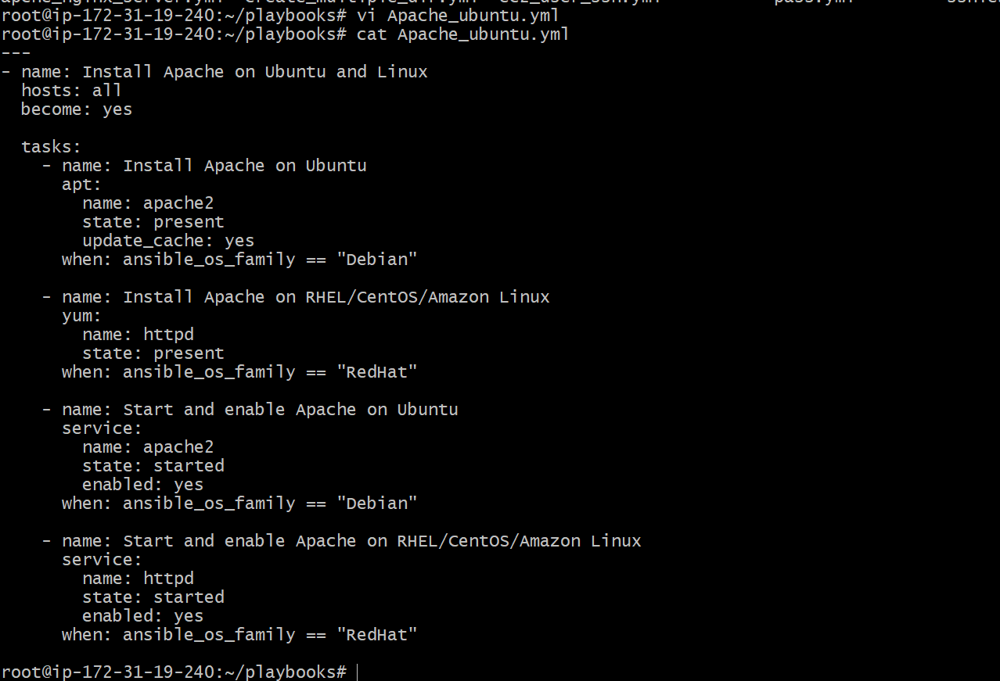 root@ip-172-31-19-240:~/playbooks# vi Apache_ubuntu.yml
root@ip-172-31-19-240:~/playbooks# cat Apache_ubuntu.yml
---
- name: Install Apache on Ubuntu and Linux
  hosts: all
  become: yes

  tasks:
    - name: Install Apache on Ubuntu
      apt:
        name: apache2
        state: present
        update_cache: yes
      when: ansible_os_family == "Debian"

    - name: Install Apache on RHEL/CentOS/Amazon Linux
      yum:
        name: httpd
        state: present
      when: ansible_os_family == "RedHat"

    - name: Start and enable Apache on Ubuntu
      service:
        name: apache2
        state: started
        enabled: yes
      when: ansible_os_family == "Debian"

    - name: Start and enable Apache on RHEL/CentOS/Amazon Linux
      service:
        name: httpd
        state: started
        enabled: yes
      when: ansible_os_family == "RedHat"

root@ip-172-31-19-240:~/playbooks#